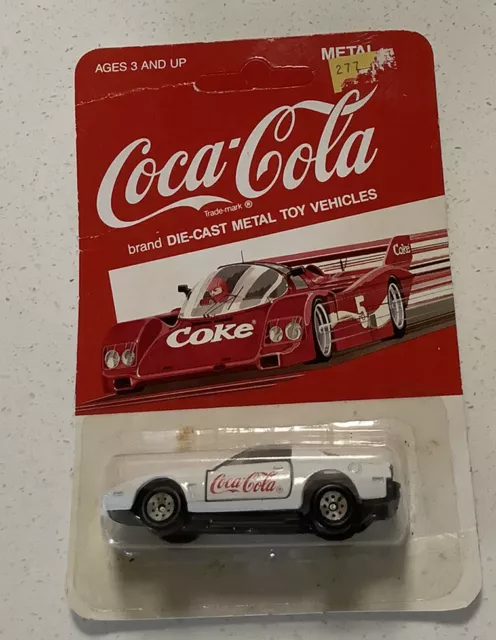 AGES 3 AND UP
METAL
277
Coca-Cola
Trade-mark ®
brand DIE-CAST METAL TOY VEHICLES
Coke
5
COKe
Coca-Cola